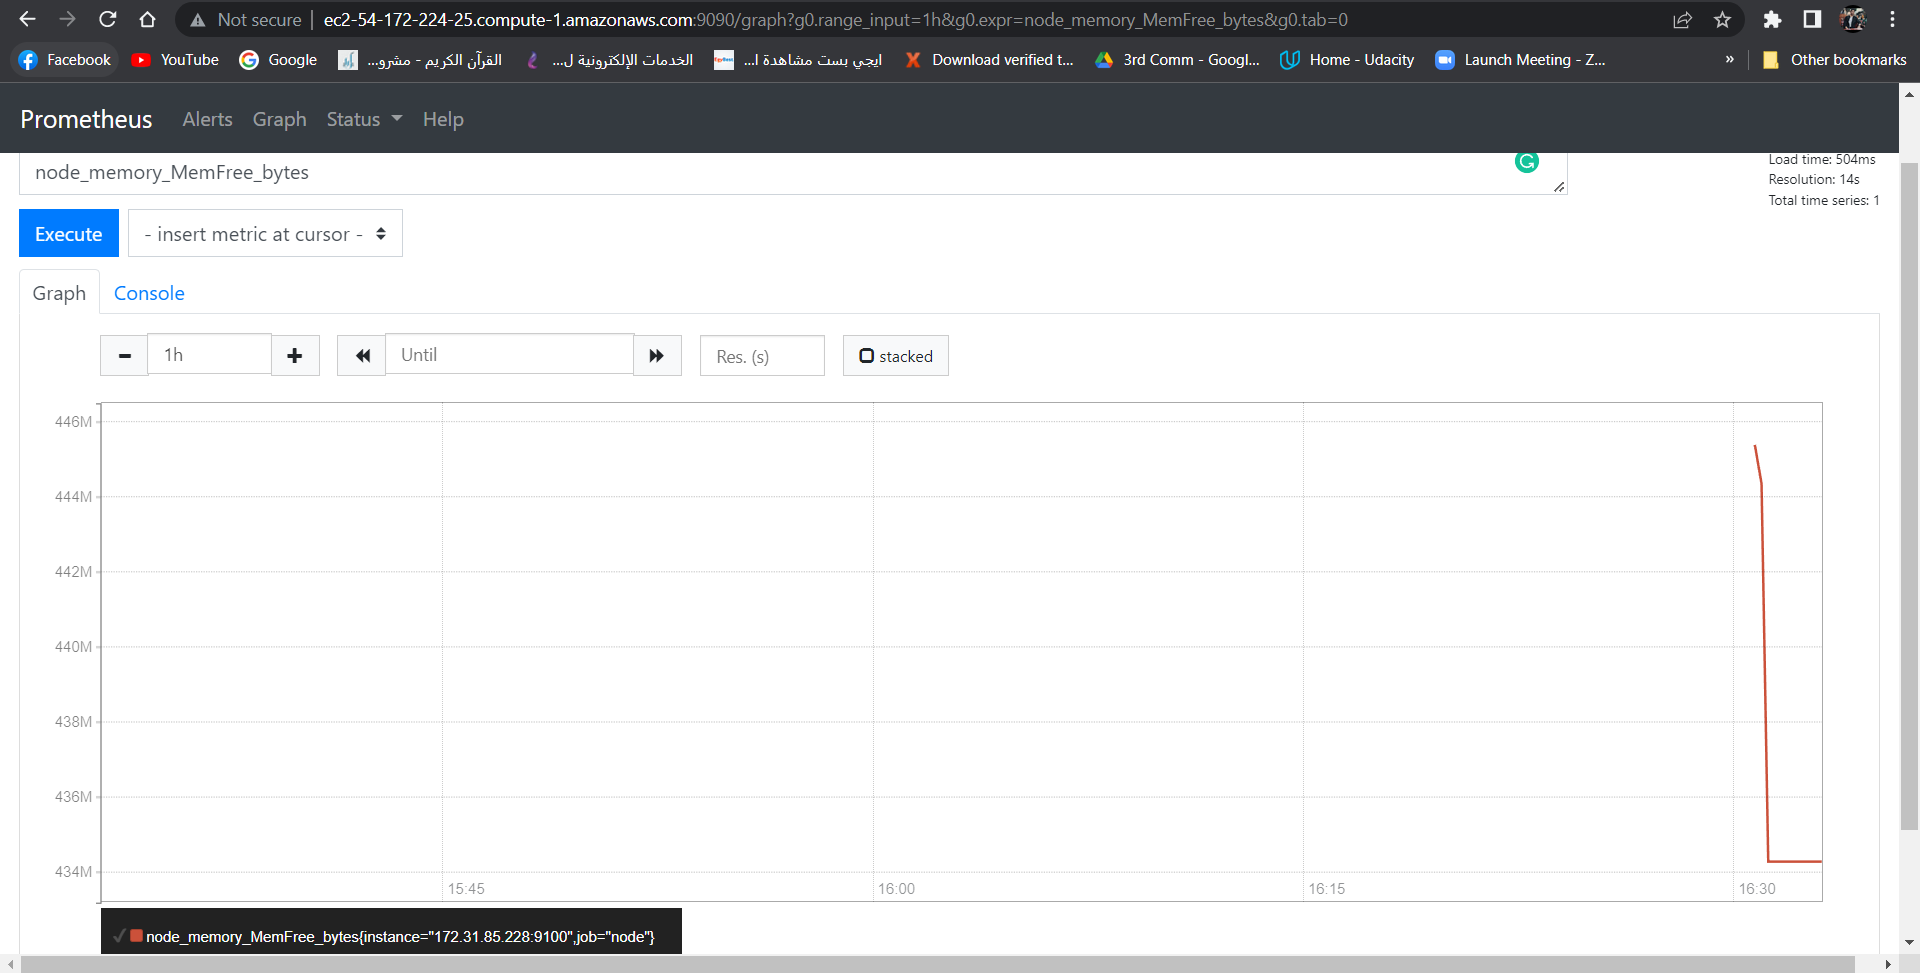 Not secure | ec2-54-172-224-25.compute-1.amazonaws.com:9090/graph?g0.range_input=1h&g0.expr=node_memory_MemFree_bytes&g0.tab=0
Facebook YouTube Google القرآن الكريم - مشرو... الخدمات الإلكترونية ل... ايجي بست مشاهدة ا... Download verified t... 3rd Comm - Googl... Home - Udacity Launch Meeting - Z... » Other bookmarks
Prometheus Alerts Graph Status Help
node_memory_MemFree_bytes
Load time: 504ms
Resolution: 14s
Total time series: 1
Execute - insert metric at cursor -
Graph Console
1h Until Res. (s) stacked
446M
444M
442M
440M
438M
436M
434M
15:45 16:00 16:15 16:30
node_memory_MemFree_bytes{instance="172.31.85.228:9100",job="node"}